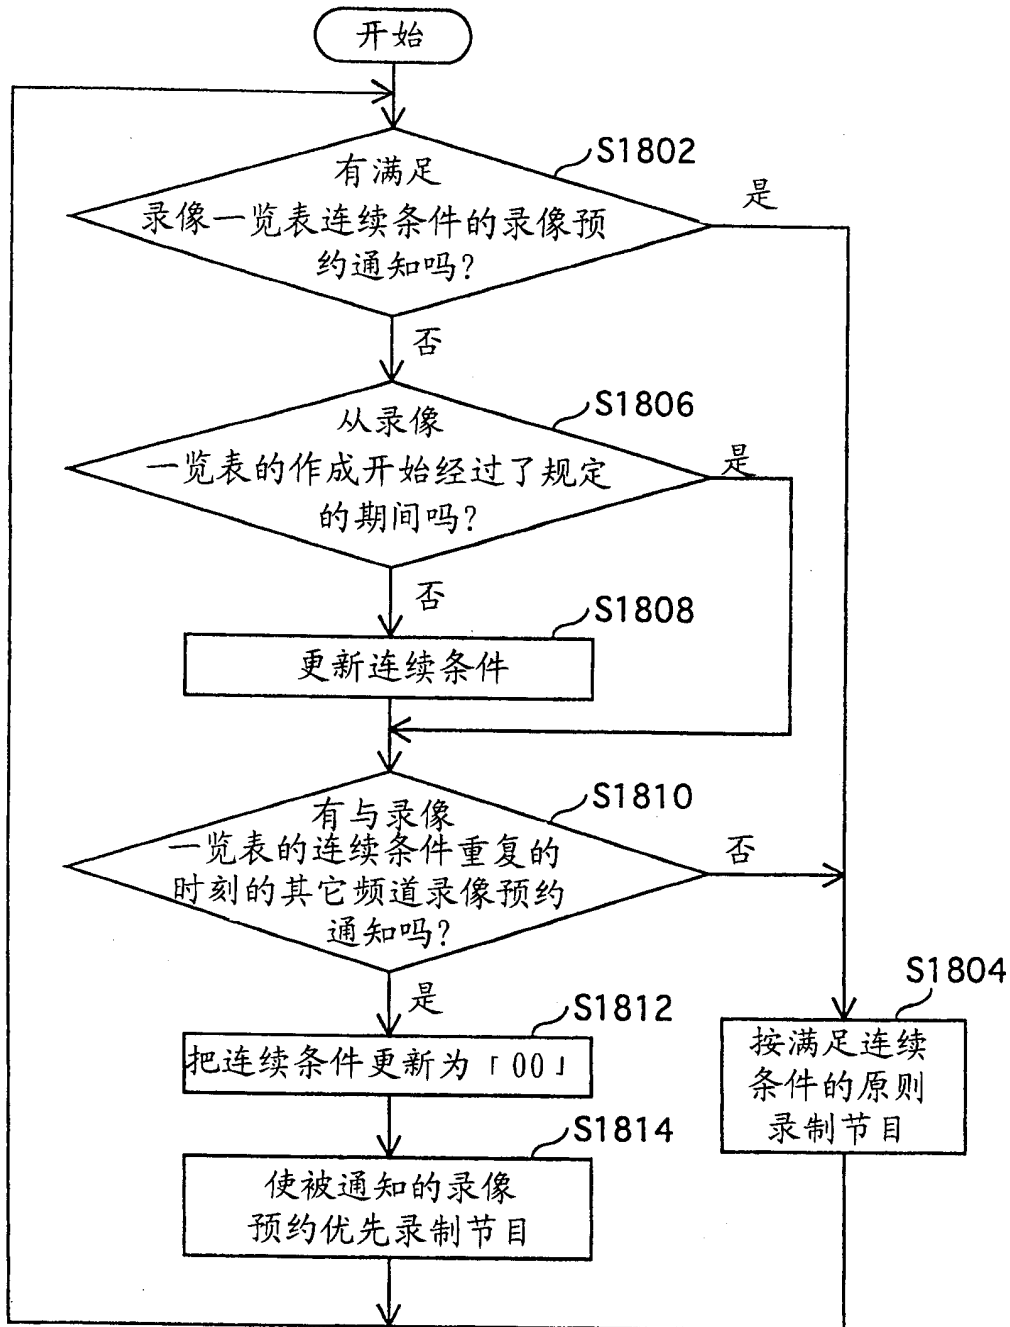 开始
S1802
有满足
录像一览表连续条件的录像预
约通知吗?
是
否
S1806
从录像
一览表的作成开始经过了规定
的期间吗?
是
否
S1808
更新连续条件
S1810
有与录像
一览表的连续条件重复的
时刻的其它频道录像预约
通知吗?
否
是
S1804
按满足连续
条件的原则
录制节目
S1812
把连续条件更新为「00」
S1814
使被通知的录像
预约优先录制节目